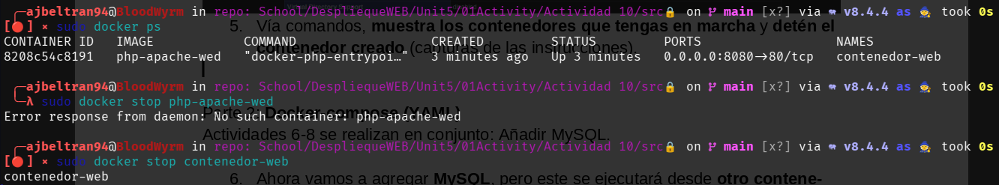 ajbeltran94@BloodWyrm in repo: School/DesplieqeWEB/Unit5/01Activity/Actividad 10/src🔒 on main [x?] via v8.4.4 as 🧙 took 0s
[🔴] × sudo docker ps
5. Vía comandos, muestra los contenedores que tengas en marcha y detén el
CONTAINER ID IMAGE COMMAND CREATED STATUS PORTS NAMES
contenedor creado (capturas de las instrucciones).
8208c54c8191 php-apache-wed "docker-php-entrypoi…" 3 minutes ago Up 3 minutes 0.0.0.0:8080→80/tcp contenedor-web
ajbeltran94@BloodWyrm in repo: School/DesplieqeWEB/Unit5/01Activity/Actividad 10/src🔒 on main [x?] via v8.4.4 as 🧙 took 0s
λ sudo docker stop php-apache-wed
Parte 2: Docker compose (YAML)
Error response from daemon: No such container: php-apache-wed
Actividades 6-8 se realizan en conjunto: Añadir MySQL.
ajbeltran94@BloodWyrm in repo: School/DesplieqeWEB/Unit5/01Activity/Actividad 10/src🔒 on main [x?] via v8.4.4 as 🧙 took 0s
[🔴] × sudo docker stop contenedor-web
contenedor-web
6. Ahora vamos a agregar MySQL, pero este se ejecutará desde otro contene-